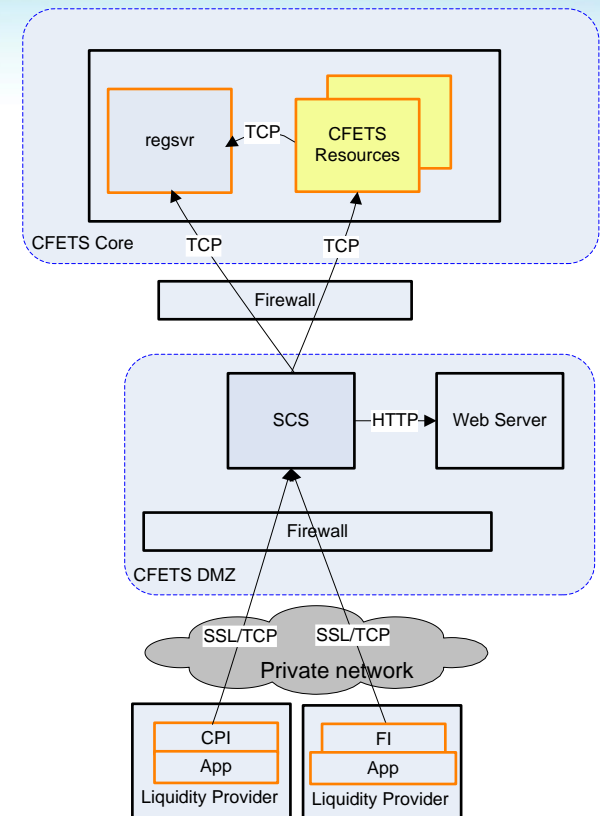 regsvr
TCP
CFETS
Resources
CFETS Core
TCP
TCP
Firewall
SCS
HTTP
Web Server
Firewall
CFETS DMZ
SSL/TCP
SSL/TCP
Private network
CPI
App
Liquidity Provider
FI
App
Liquidity Provider